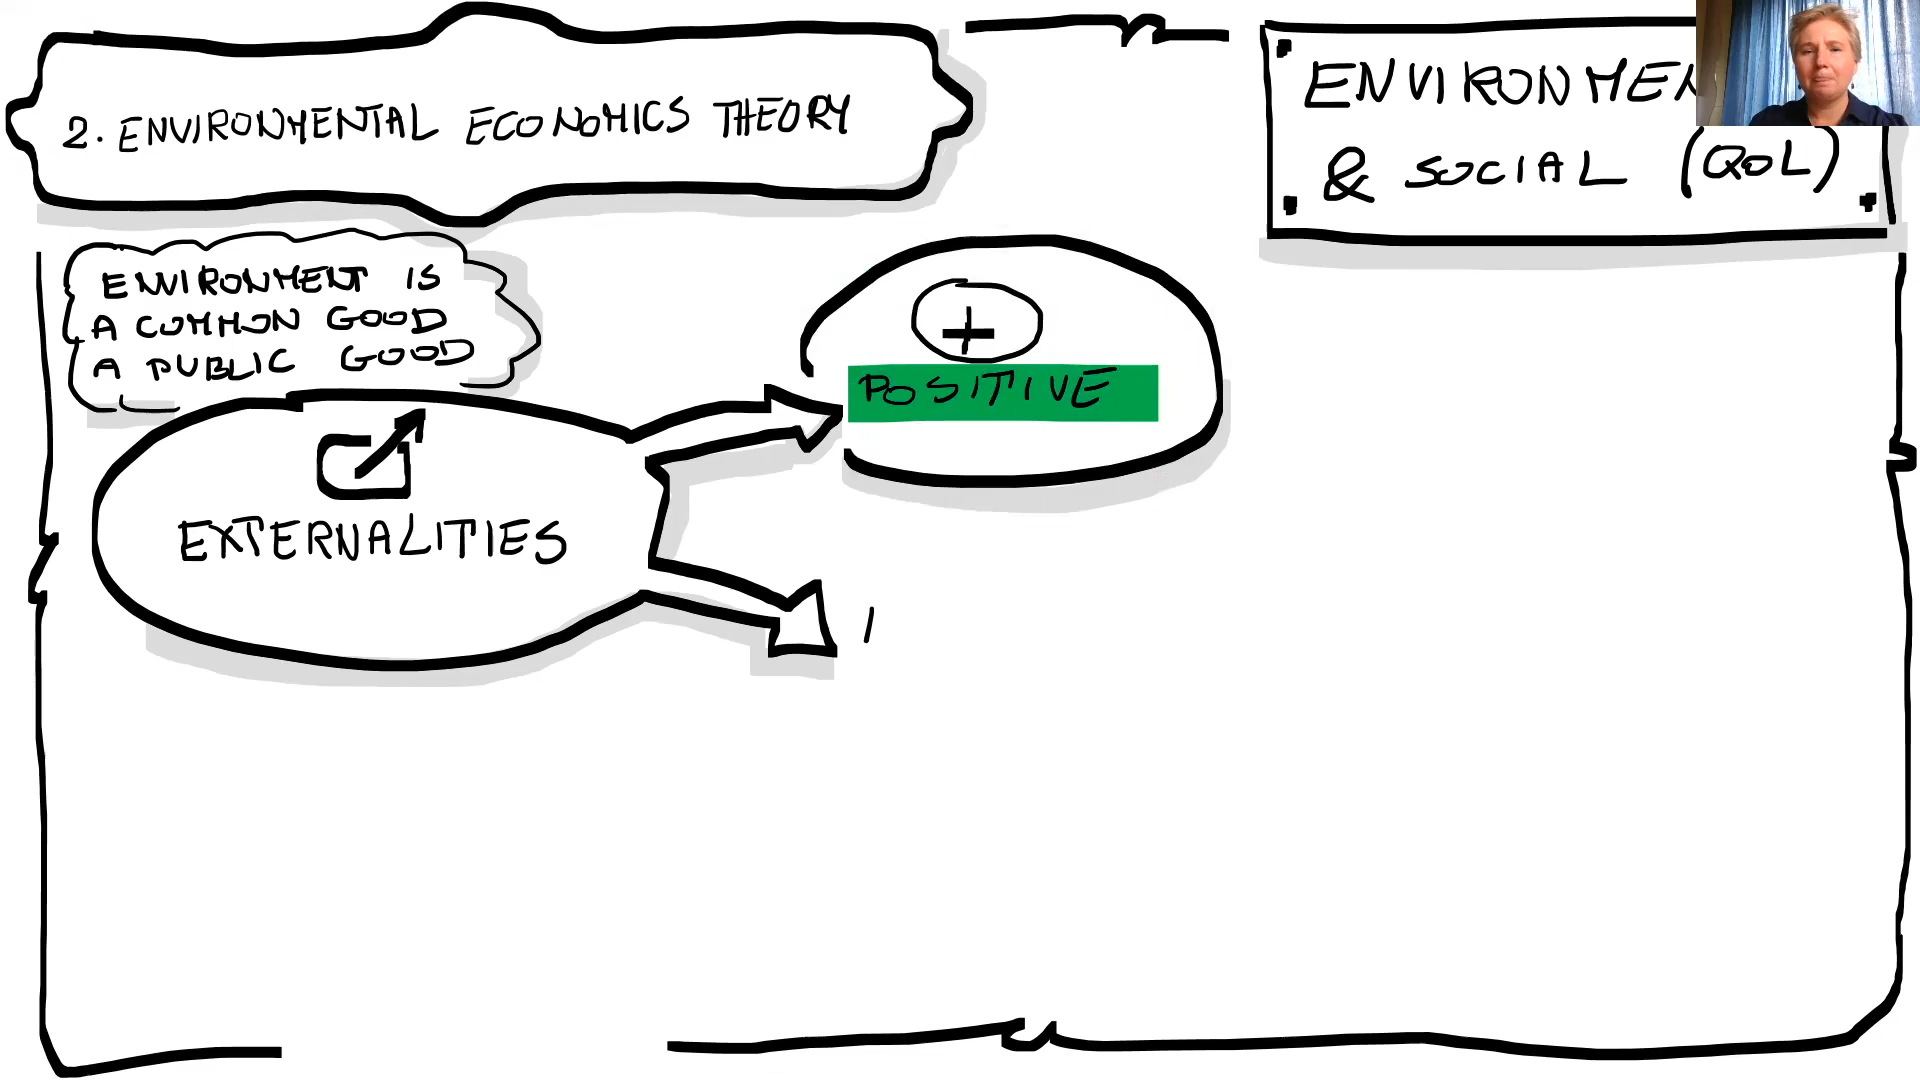 2. ENVIRONMENTAL ECONOMICS THEORY
ENVIRONMEN
& SOCIAL (QOL)
ENVIRONMENT IS
A COMMON GOOD
A PUBLIC GOOD
+
POSITIVE
EXTERNALITIES